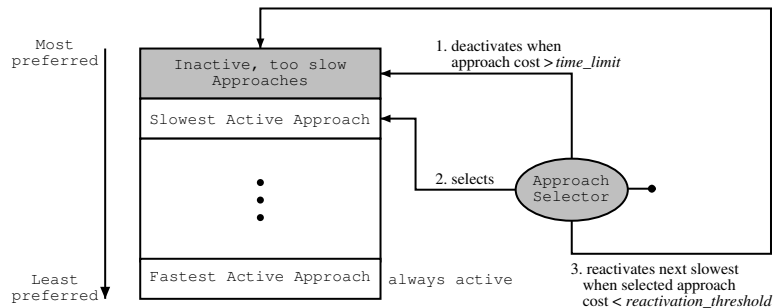 Most
preferred
Inactive, too slow
Approaches
1. deactivates when
approach cost > time_limit
Slowest Active Approach
2. selects
Approach
Selector
Least
preferred
Fastest Active Approach
always active
3. reactivates next slowest
when selected approach
cost < reactivation_threshold